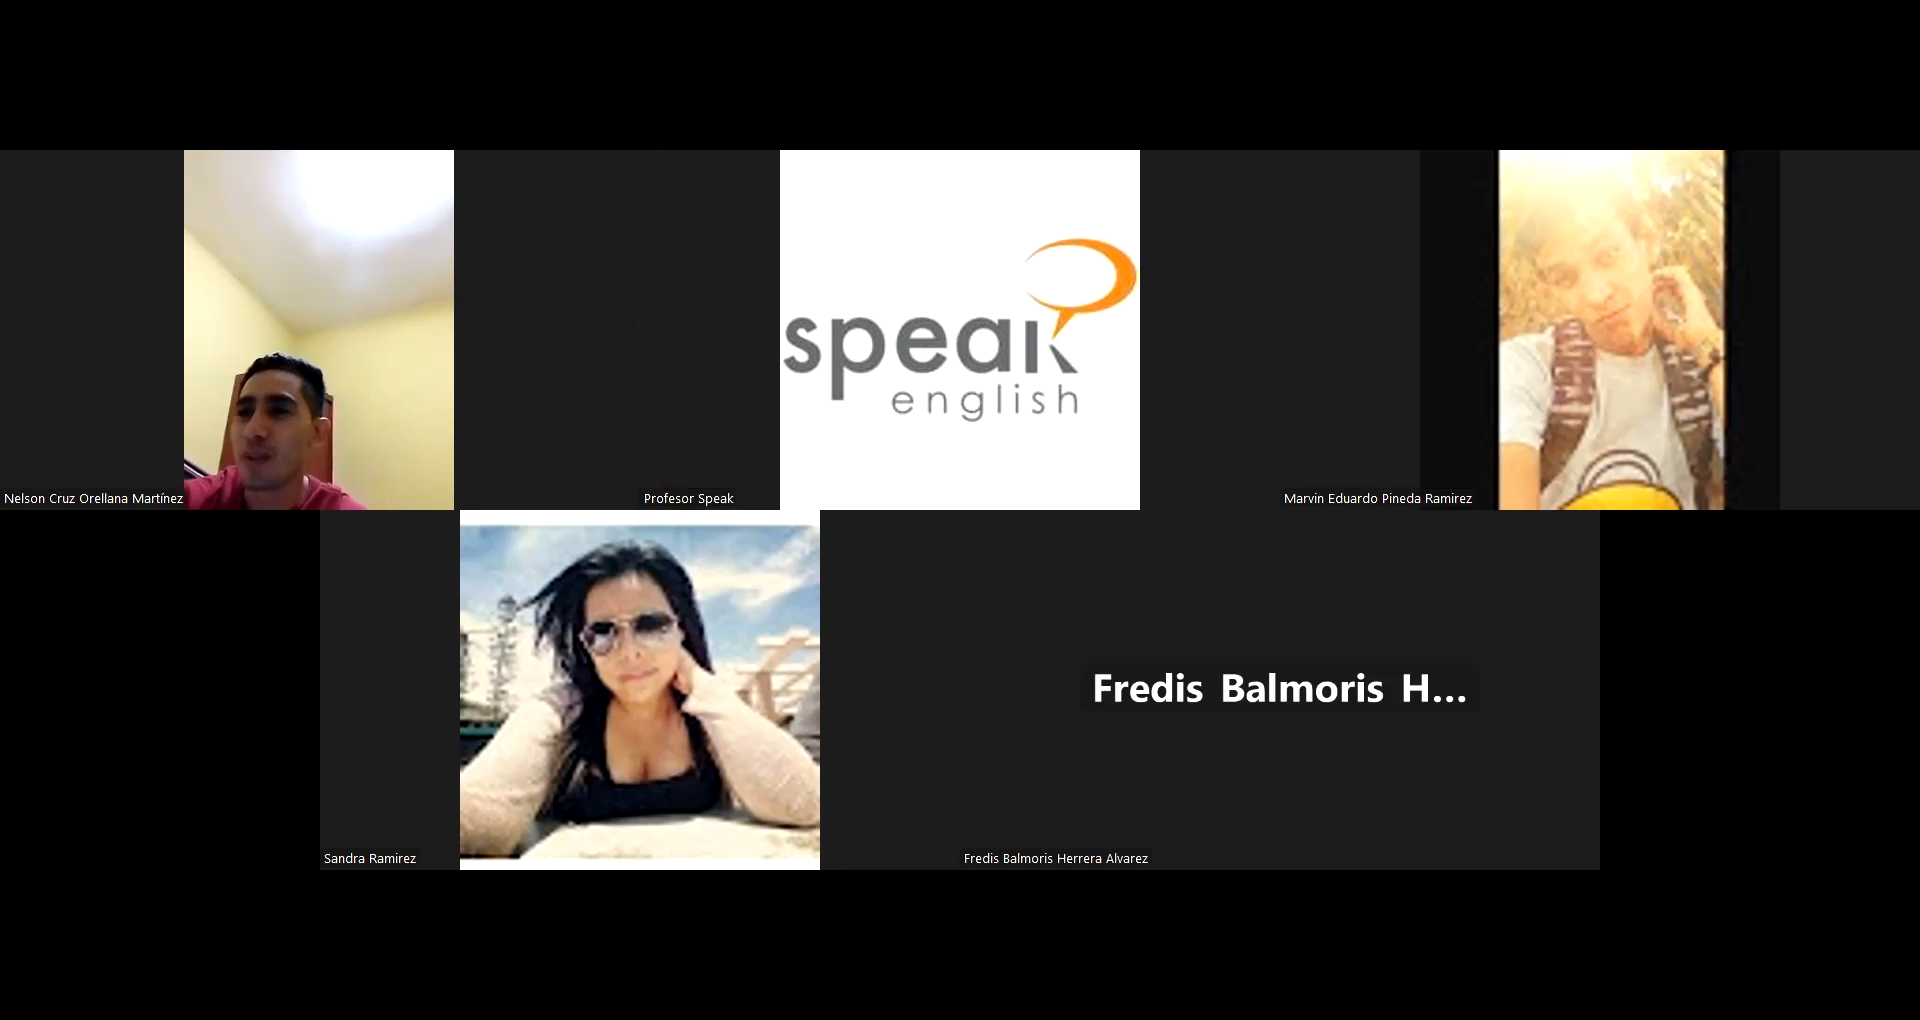 speak
english
Nelson Cruz Orellana Martínez
Profesor Speak
Marvin Eduardo Pineda Ramirez
Fredis Balmoris H...
Sandra Ramirez
Fredis Balmoris Herrera Alvarez